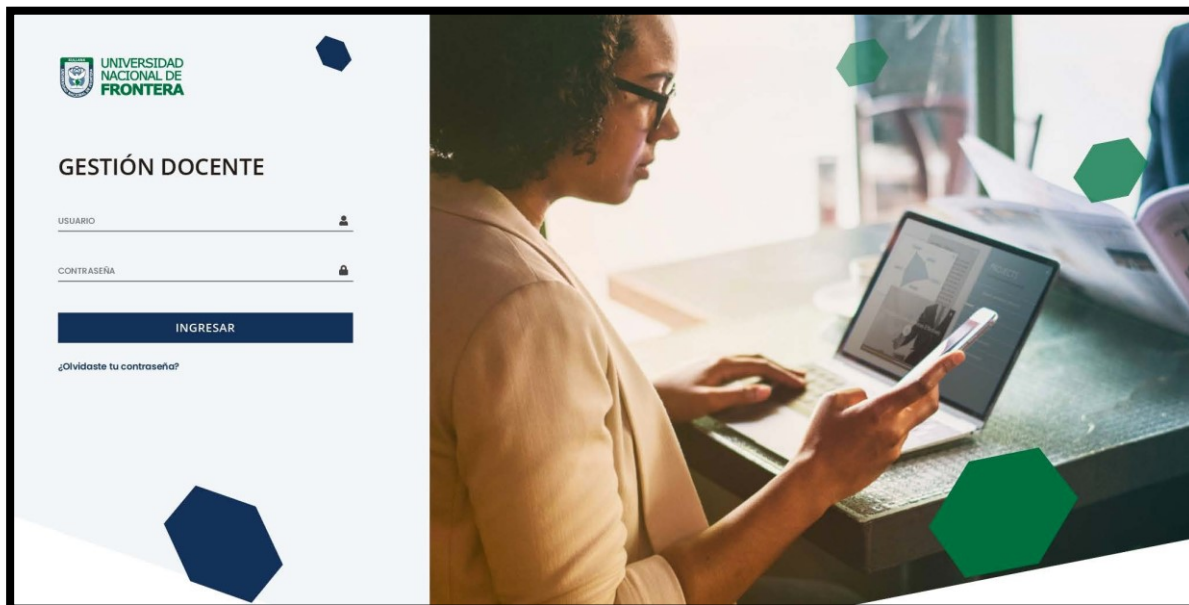 UNIVERSIDAD
NACIONAL DE
FRONTERA
GESTIÓN DOCENTE
USUARIO
CONTRASEÑA
INGRESAR
¿Olvidaste tu contraseña?